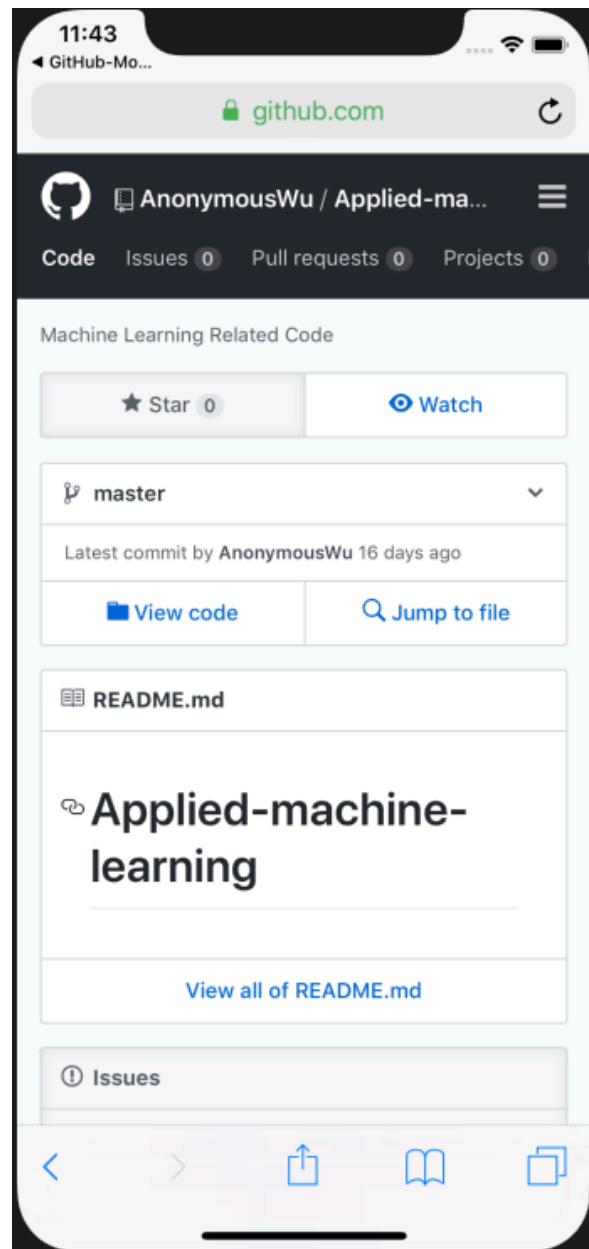 11:43
◀ GitHub-Mo...
github.com
AnonymousWu / Applied-ma...
Code Issues 0 Pull requests 0 Projects 0
Machine Learning Related Code
Star 0 Watch
master
Latest commit by AnonymousWu 16 days ago
View code Jump to file
README.md
Applied-machine-
learning
View all of README.md
Issues